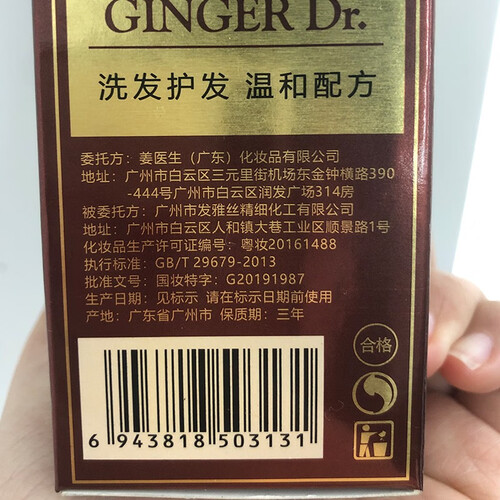 GINGER Dr.
洗发护发 温和配方
委托方：姜医生（广东）化妆品有限公司
地址：广州市白云区三元里街机场东金钟横路390
-444号广州市白云区润发广场314房
被委托方：广州市发雅丝精细化工有限公司
地址：广州市白云区人和镇大巷工业区顺景路1号
化妆品生产许可证编号：粤妆20161488
执行标准：GB/T 29679-2013
批准文号：国妆特字：G20191987
生产日期：见标示 请在标示日期前使用
产地：广东省广州市 保质期：三年
合格
6 943818 503131